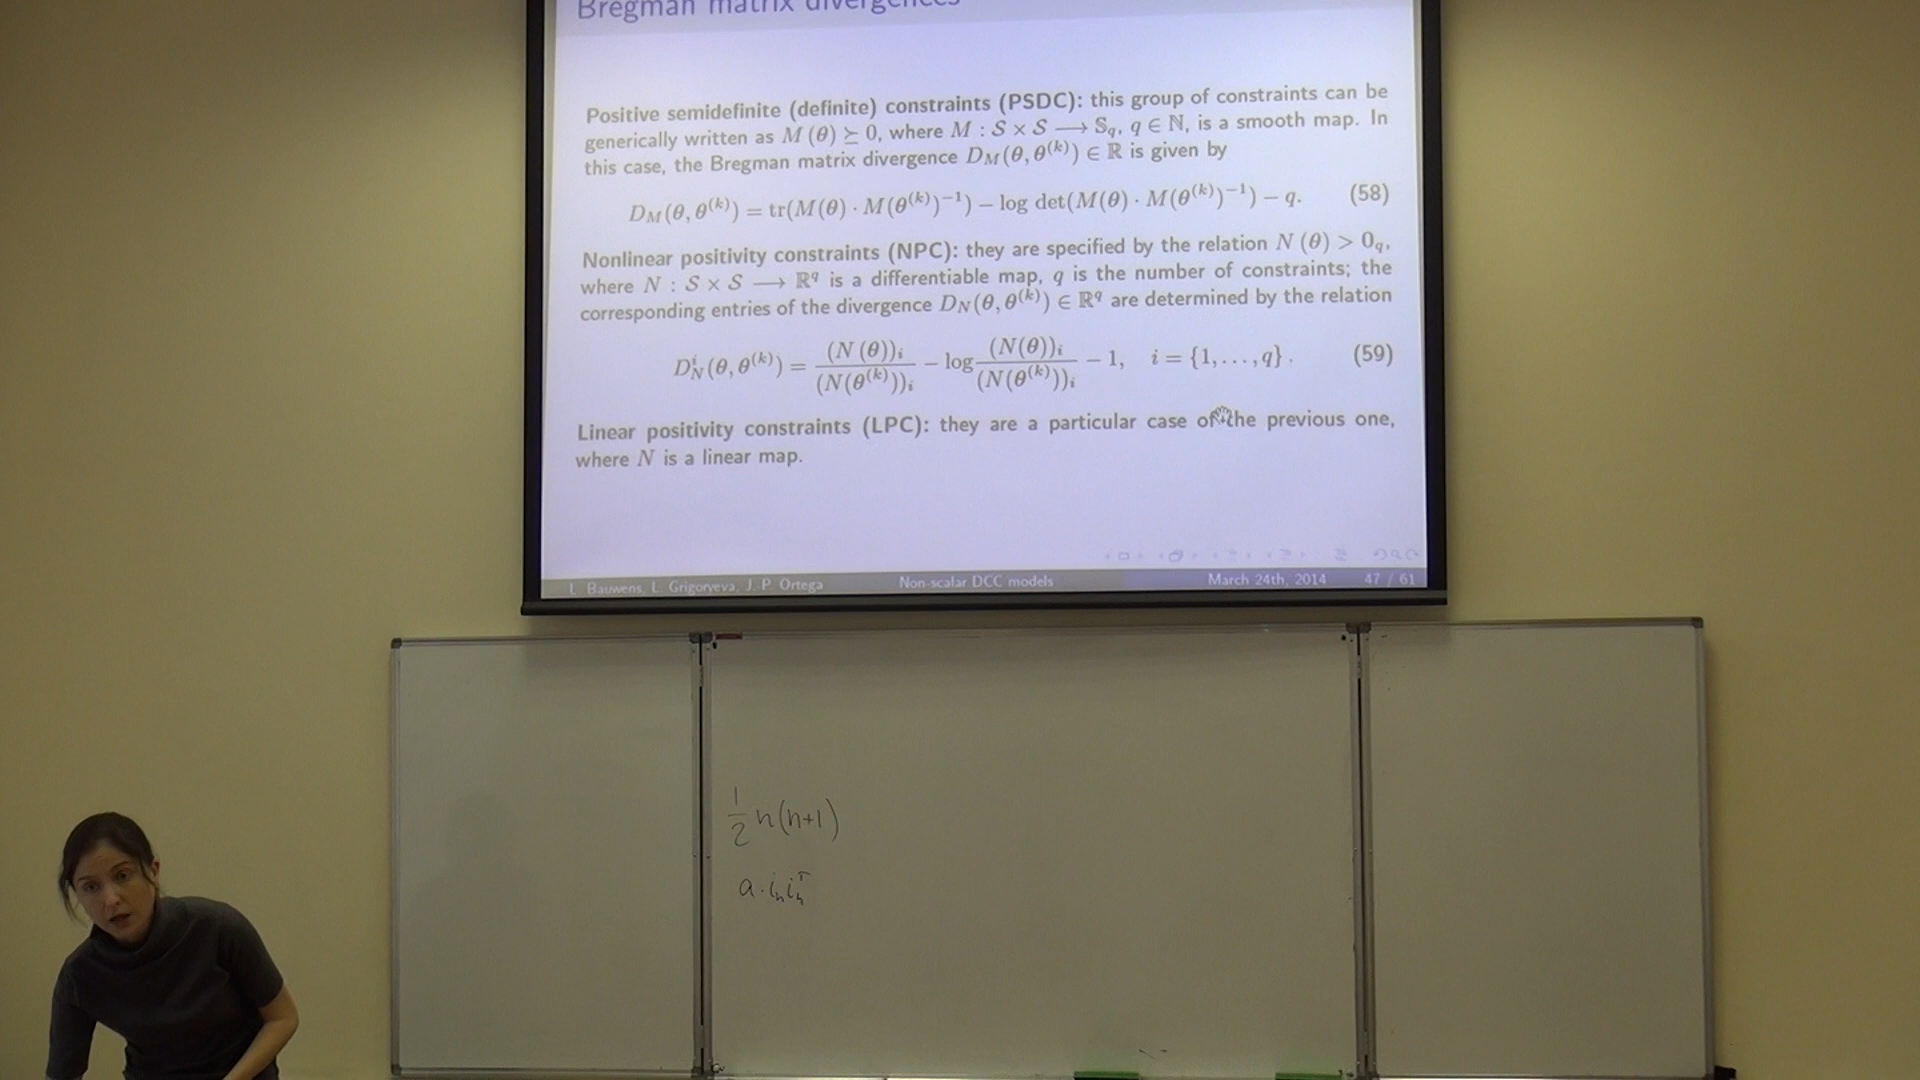 Bregman matrix divergences
Positive semidefinite (definite) constraints (PSDC): this group of constraints can be
generically written as M (θ) ⪰ 0, where M : S × S ⟶ 𝕊_q, q ∈ ℕ, is a smooth map. In
this case, the Bregman matrix divergence D_M(θ, θ^(k)) ∈ ℝ is given by
D_M(θ, θ^(k)) = tr(M(θ) · M(θ^(k))^−1) − log det(M(θ) · M(θ^(k))^−1) − q. (58)
Nonlinear positivity constraints (NPC): they are specified by the relation N (θ) > 0_q,
where N : S × S ⟶ ℝ^q is a differentiable map, q is the number of constraints; the
corresponding entries of the divergence D_N(θ, θ^(k)) ∈ ℝ^q are determined by the relation
D^i_N(θ, θ^(k)) = (N (θ))_i / (N(θ^(k)))_i − log (N(θ))_i / (N(θ^(k)))_i − 1, i = {1, . . . , q} . (59)
Linear positivity constraints (LPC): they are a particular case of the previous one,
where N is a linear map.
L. Bauwens, L. Grigoryeva, J.-P. Ortega Non-scalar DCC models March 24th, 2014 47 / 61
1/2 n(n+1)
a · i_n i_n^T